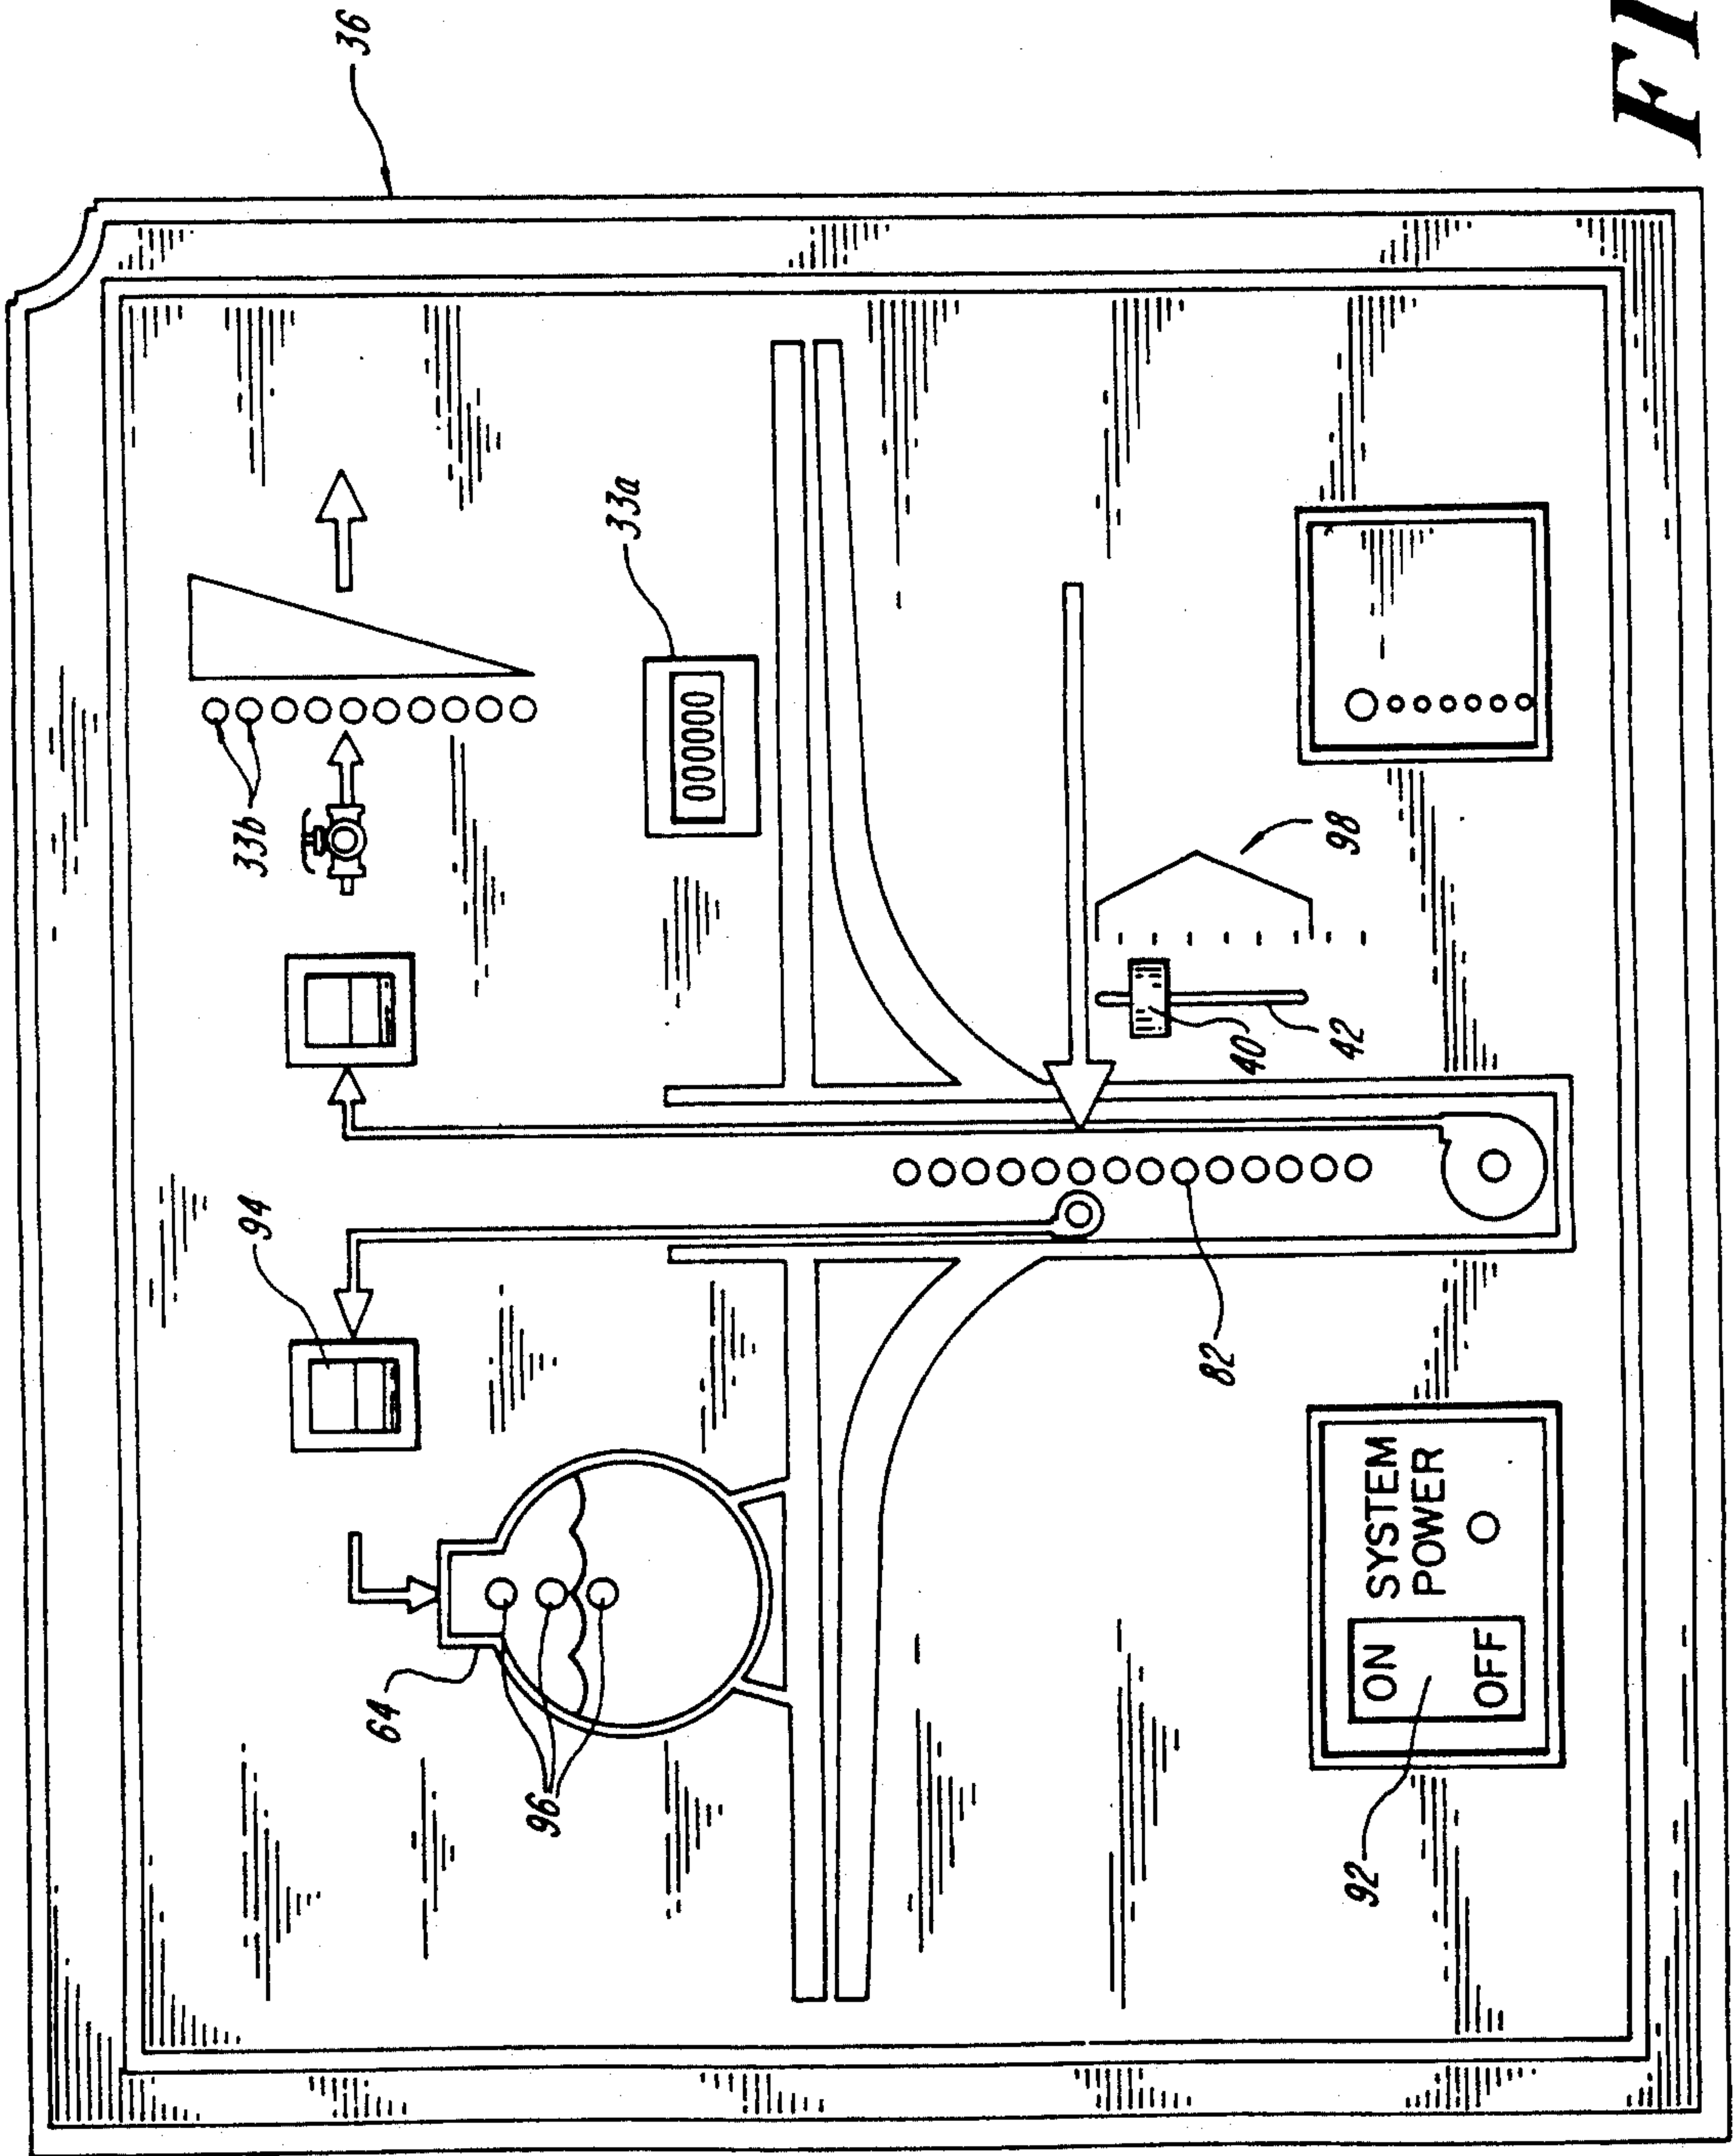 FI
36
33b
33a
94
98
40
42
82
64
96
92
ON
OFF
SYSTEM
POWER
000000